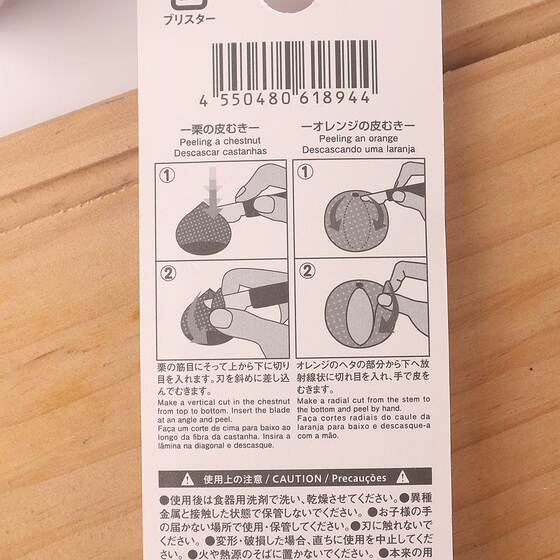 ブリスター
4 550480 618944
ー栗の皮むきー
Peeling a chestnut
Descascar castanhas
①
②
栗の筋目にそって上から下に切り
目を入れます。刃を斜めに差し込
んでむきます。
Make a vertical cut in the chestnut
from top to bottom. Insert the blade
at an angle and peel.
Faça um corte de cima para baixo ao
longo da fibra da castanha. Insira a
lâmina na diagonal e descasque.
ーオレンジの皮むきー
Peeling an orange
Descascando uma laranja
①
②
オレンジのヘタの部分から下へ放
射線状に切れ目を入れ、手で皮を
むきます。
Make a radial cut from the stem to
the bottom and peel by hand.
Faça cortes radiais do caule da
laranja para baixo e descasque-a
com a mão.
使用上の注意 / CAUTION / Precauções
●使用後は食器用洗剤で洗い、乾燥させてください。●異種
金属と接触した状態で保管しないでください。●お子様の手
の届かない場所で使用・保管してください。●刃に触れないで
ください。●変形・破損した場合、直ちに使用を中止してくだ
さい。●火や熱源のそばに置かないでください。●本来の用